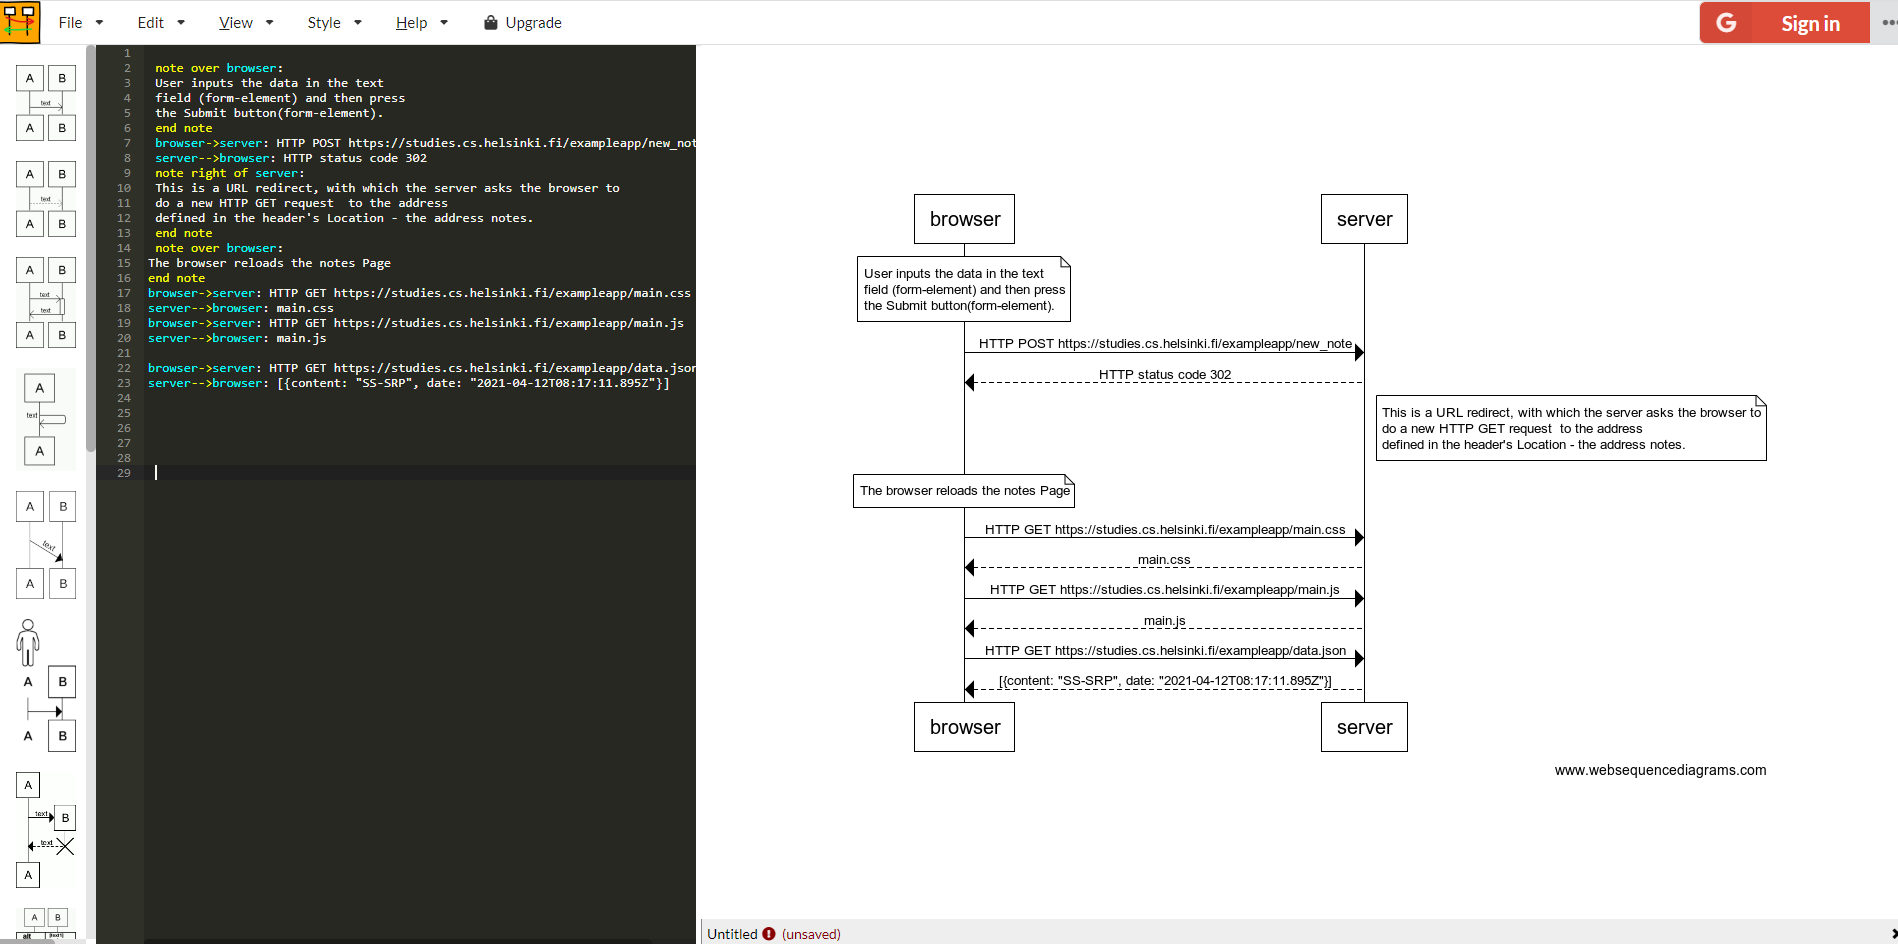 File
Edit
View
Style
Help
Upgrade
G Sign in
A B
text
A B
A B
text
A B
A B
text
text
A B
A
text
A
A B
text
A B
A B
A B
A
text B
text
A
A B
alt [text1]
1
2 note over browser:
3 User inputs the data in the text
4 field (form-element) and then press
5 the Submit button(form-element).
6 end note
7 browser->server: HTTP POST https://studies.cs.helsinki.fi/exampleapp/new_not
8 server-->browser: HTTP status code 302
9 note right of server:
10 This is a URL redirect, with which the server asks the browser to
11 do a new HTTP GET request  to the address
12 defined in the header's Location - the address notes.
13 end note
14 note over browser:
15 The browser reloads the notes Page
16 end note
17 browser->server: HTTP GET https://studies.cs.helsinki.fi/exampleapp/main.css
18 server-->browser: main.css
19 browser->server: HTTP GET https://studies.cs.helsinki.fi/exampleapp/main.js
20 server-->browser: main.js
21
22 browser->server: HTTP GET https://studies.cs.helsinki.fi/exampleapp/data.json
23 server-->browser: [{content: "SS-SRP", date: "2021-04-12T08:17:11.895Z"}]
24
25
26
27
28
29
browser server
User inputs the data in the text
field (form-element) and then press
the Submit button(form-element).
HTTP POST https://studies.cs.helsinki.fi/exampleapp/new_note
HTTP status code 302
This is a URL redirect, with which the server asks the browser to
do a new HTTP GET request  to the address
defined in the header's Location - the address notes.
The browser reloads the notes Page
HTTP GET https://studies.cs.helsinki.fi/exampleapp/main.css
main.css
HTTP GET https://studies.cs.helsinki.fi/exampleapp/main.js
main.js
HTTP GET https://studies.cs.helsinki.fi/exampleapp/data.json
[{content: "SS-SRP", date: "2021-04-12T08:17:11.895Z"}]
browser server
www.websequencediagrams.com
Untitled ! (unsaved)